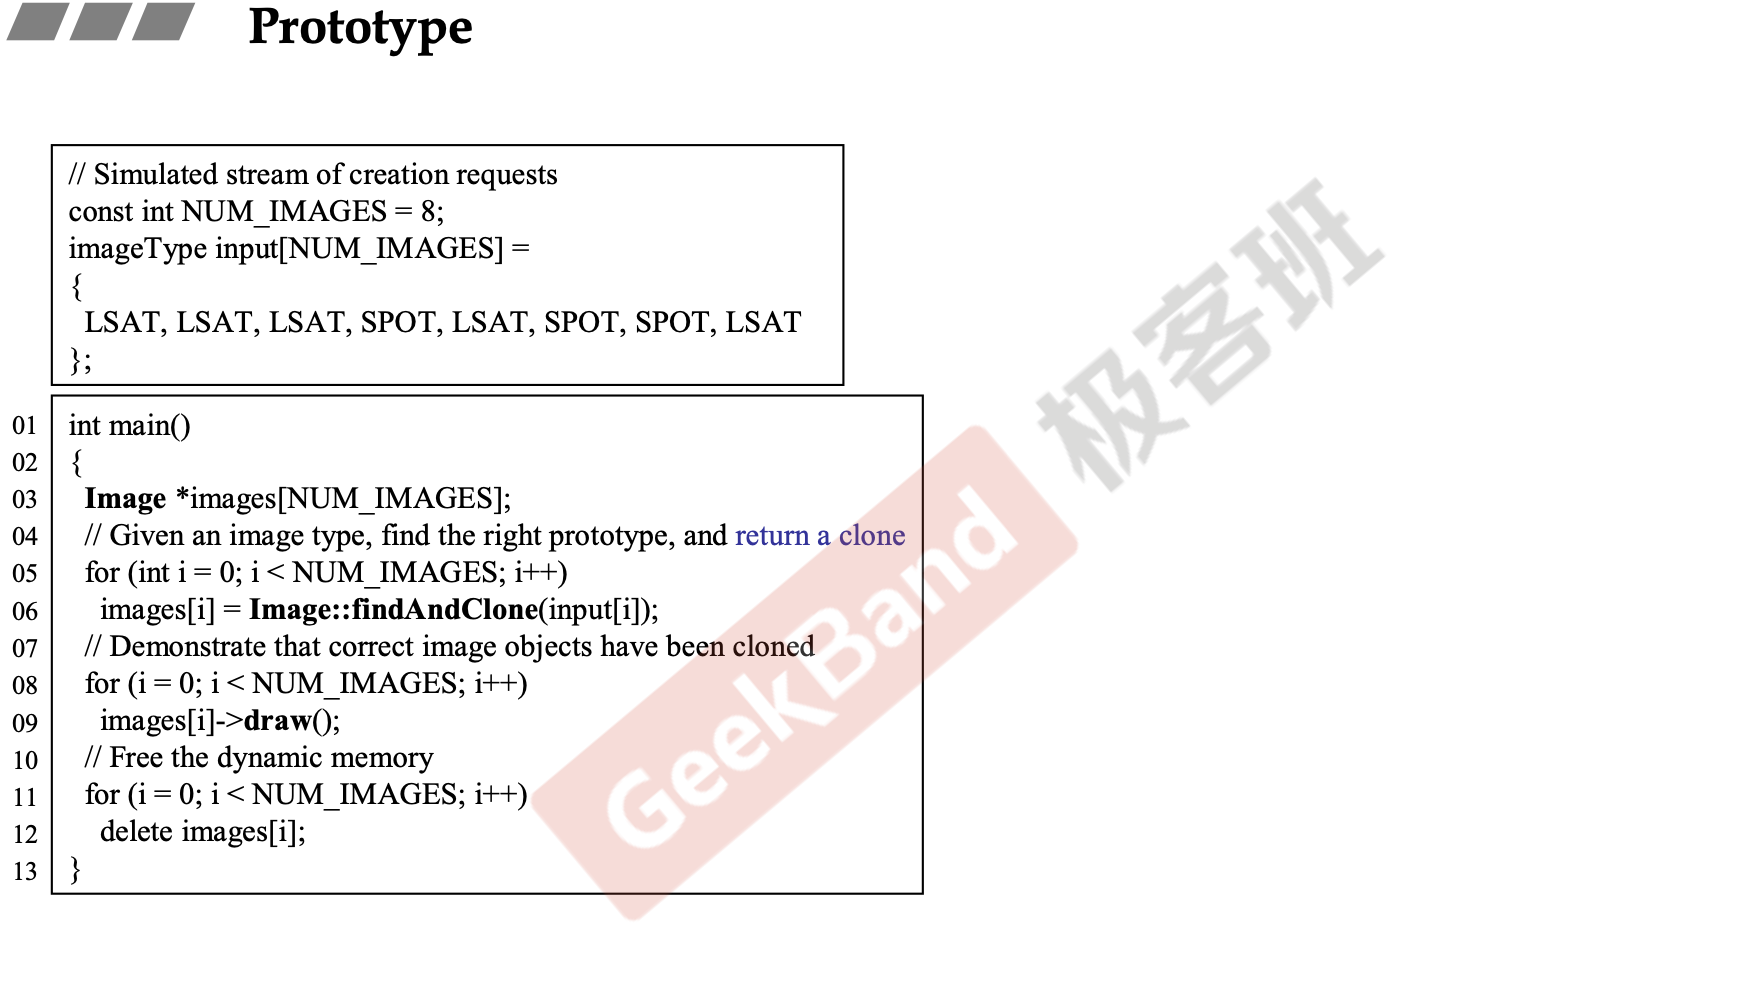 Prototype
// Simulated stream of creation requests
const int NUM_IMAGES = 8;
imageType input[NUM_IMAGES] =
{
LSAT, LSAT, LSAT, SPOT, LSAT, SPOT, SPOT, LSAT
};
01 int main()
02 {
03 Image *images[NUM_IMAGES];
04 // Given an image type, find the right prototype, and return a clone
05 for (int i = 0; i < NUM_IMAGES; i++)
06 images[i] = Image::findAndClone(input[i]);
07 // Demonstrate that correct image objects have been cloned
08 for (i = 0; i < NUM_IMAGES; i++)
09 images[i]->draw();
10 // Free the dynamic memory
11 for (i = 0; i < NUM_IMAGES; i++)
12 delete images[i];
13 }
GeekBand 极客班